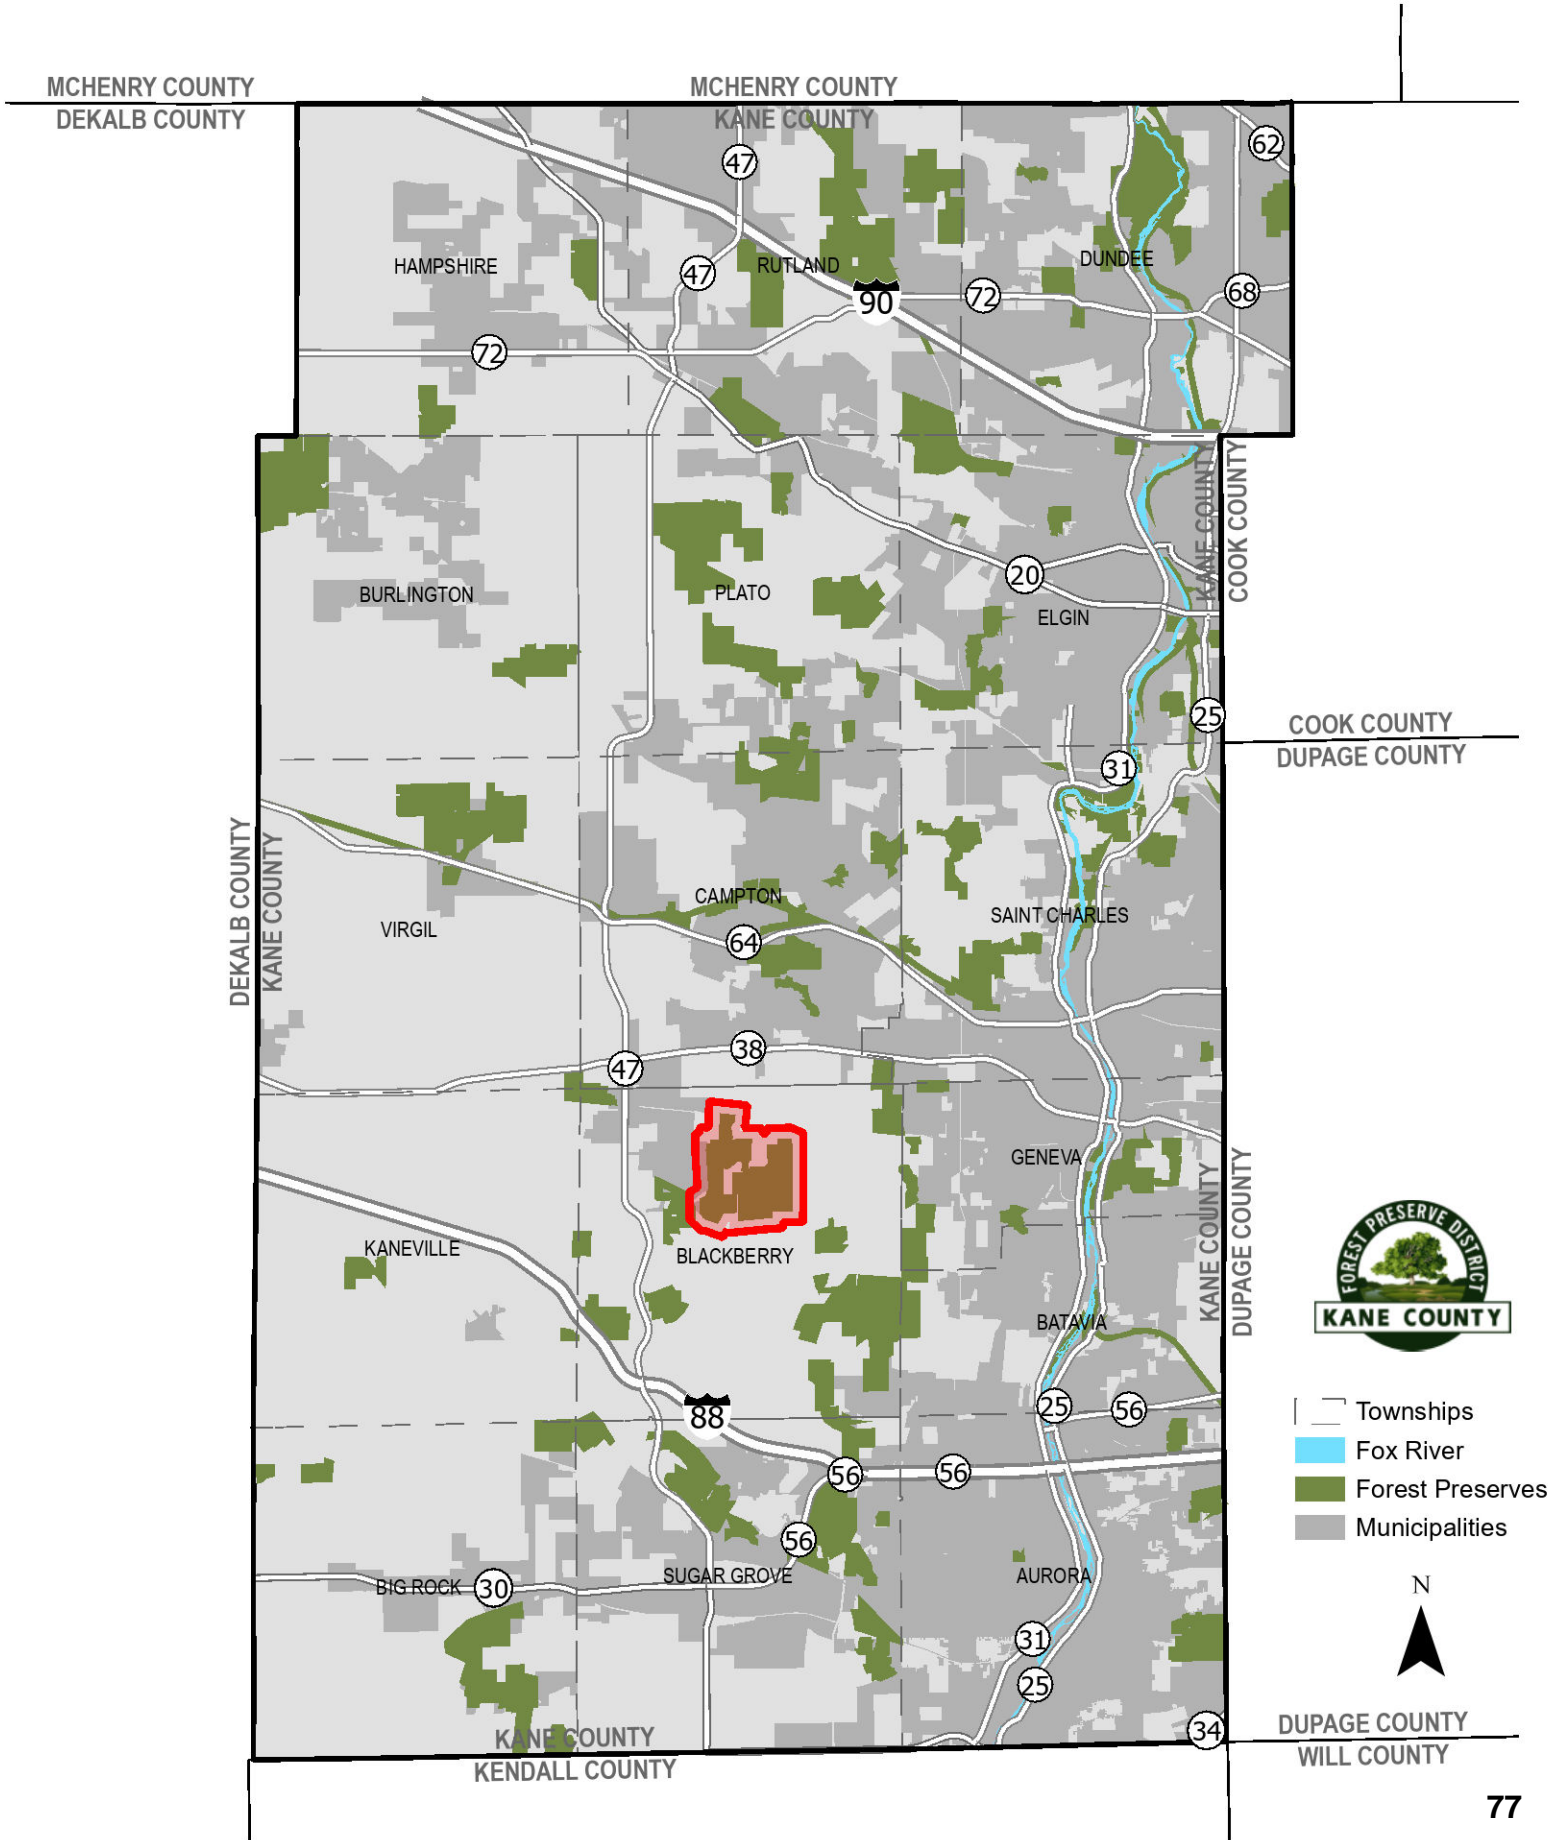 MCHENRY COUNTY
MCHENRY COUNTY
DEKALB COUNTY
KANE COUNTY
62
47
DUNDEE
HAMPSHIRE
RUTLAND
47
68
72
90
72
KANE COUNTY
COOK COUNTY
20
BURLINGTON
PLATO
ELGIN
25
COOK COUNTY
DUPAGE COUNTY
31
DEKALB COUNTY
KANE COUNTY
CAMPTON
SAINT CHARLES
VIRGIL
64
38
47
GENEVA
KANE COUNTY
DUPAGE COUNTY
KANEVILLE
BLACKBERRY
BATAVIA
FOREST PRESERVE DISTRICT
KANE COUNTY
25
56
88
Townships
Fox River
56
56
Forest Preserves
Municipalities
56
SUGAR GROVE
AURORA
BIG ROCK
30
N
31
25
34
KANE COUNTY
KENDALL COUNTY
DUPAGE COUNTY
WILL COUNTY
77